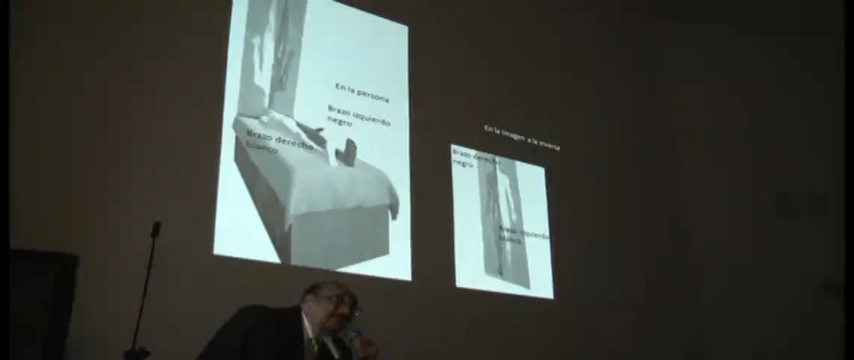 En la persona
Brazo izquierdo
negro
Brazo derecho
blanco
En la imagen a la inversa
Brazo derecho
negro
Brazo izquierdo
blanco